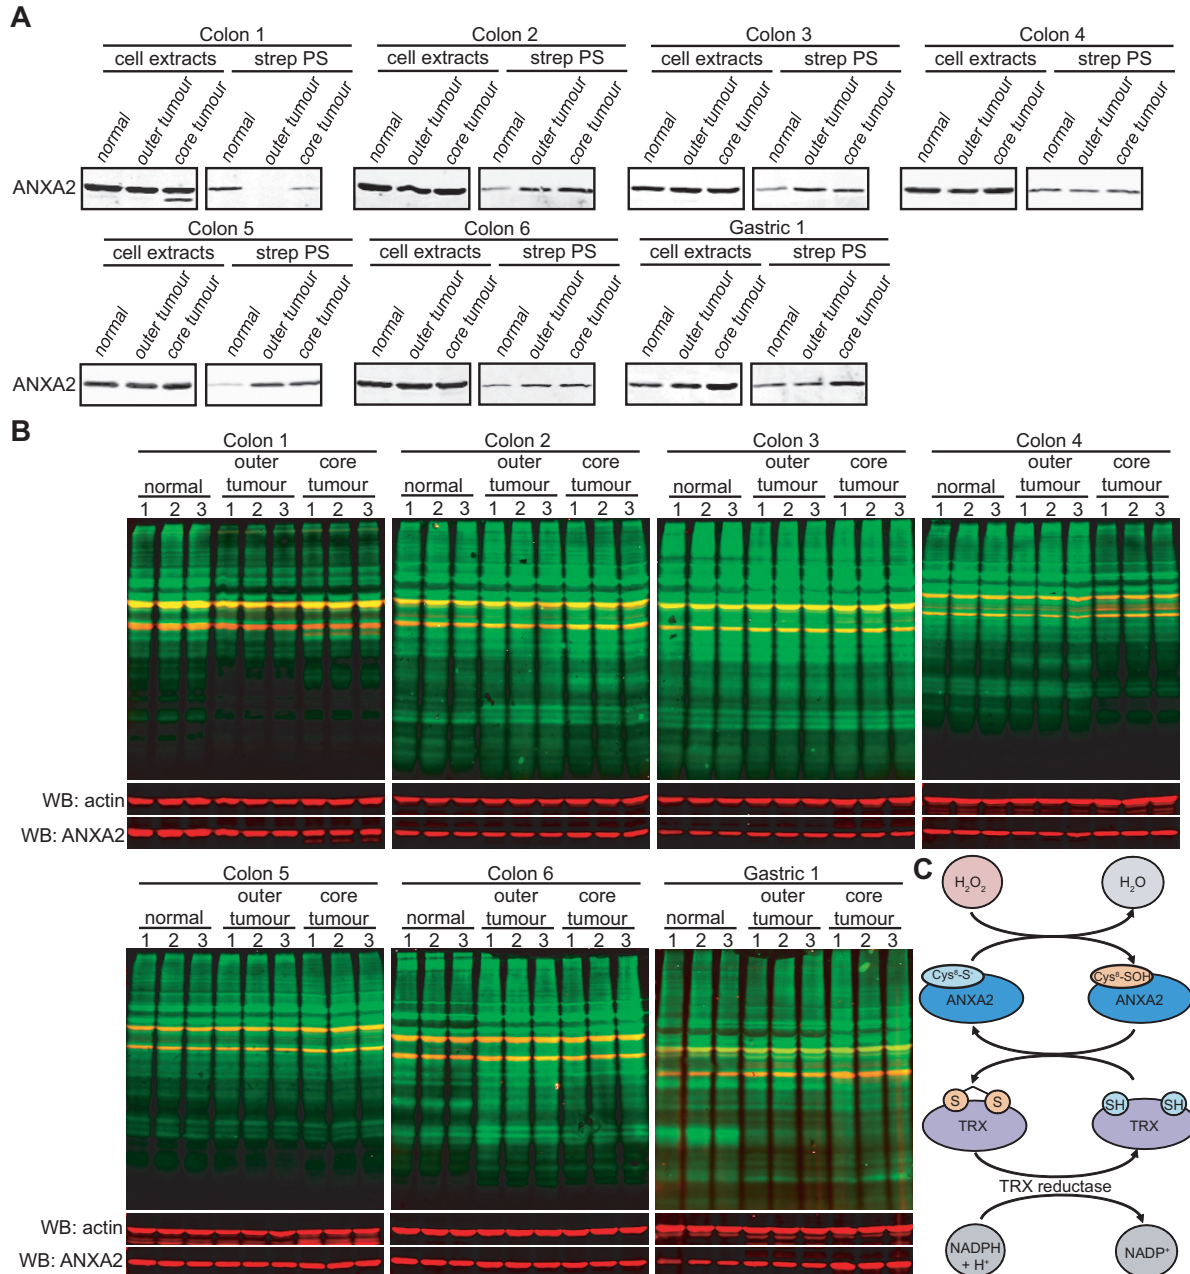 A
Colon 1 Colon 2 Colon 3 Colon 4
cell extracts strep PS cell extracts strep PS cell extracts strep PS cell extracts strep PS
normal outer tumour core tumour normal outer tumour core tumour normal outer tumour core tumour normal outer tumour core tumour normal outer tumour core tumour normal outer tumour core tumour normal outer tumour core tumour normal outer tumour core tumour
ANXA2
Colon 5 Colon 6 Gastric 1
cell extracts strep PS cell extracts strep PS cell extracts strep PS
normal outer tumour core tumour normal outer tumour core tumour normal outer tumour core tumour normal outer tumour core tumour normal outer tumour core tumour normal outer tumour core tumour
ANXA2
B
Colon 1 Colon 2 Colon 3 Colon 4
outer core outer core outer core outer core
normal tumour tumour normal tumour tumour normal tumour tumour normal tumour tumour
1 2 3 1 2 3 1 2 3 1 2 3 1 2 3 1 2 3 1 2 3 1 2 3 1 2 3 1 2 3 1 2 3 1 2 3
WB: actin
WB: ANXA2
Colon 5 Colon 6 Gastric 1
outer core outer core outer core
normal tumour tumour normal tumour tumour normal tumour tumour
1 2 3 1 2 3 1 2 3 1 2 3 1 2 3 1 2 3 1 2 3 1 2 3 1 2 3
WB: actin
WB: ANXA2
C
H₂O₂ H₂O
Cys⁸-S⁻ Cys⁸-SOH
ANXA2 ANXA2
S S SH SH
TRX TRX
TRX reductase
NADPH NADP⁺
+ H⁺